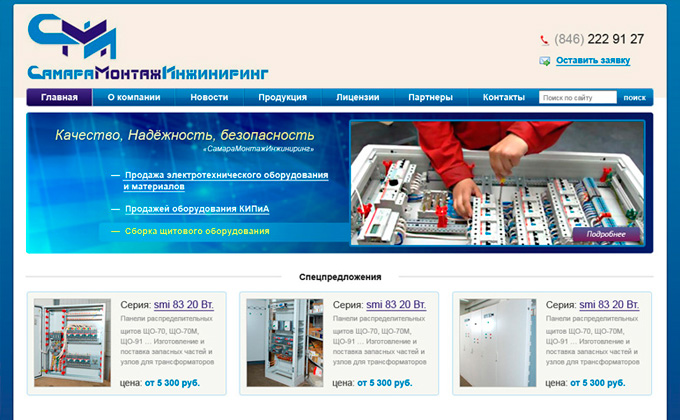 СМИ
СамараМонтажИнжиниринг
(846) 222 91 27
Оставить заявку
Главная О компании Новости Продукция Лицензии Партнеры Контакты Поиск по сайту поиск
Качество, Надёжность, безопасность
«СамараМонтажИнжиниринг»
— Продажа электротехнического оборудования
и материалов
— Продажей оборудования КИПиА
— Сборка щитового оборудования
Подробнее
Спецпредложения
Серия: smi 83 20 Вт.
Панели распределительных
щитов ЩО-70, ЩО-70М,
ЩО-91 ... Изготовление и
поставка запасных частей и
узлов для трансформаторов
цена: от 5 300 руб.
Серия: smi 83 20 Вт.
Панели распределительных
щитов ЩО-70, ЩО-70М,
ЩО-91 ... Изготовление и
поставка запасных частей и
узлов для трансформаторов
цена: от 5 300 руб.
Серия: smi 83 20 Вт.
Панели распределительных
щитов ЩО-70, ЩО-70М,
ЩО-91 ... Изготовление и
поставка запасных частей и
узлов для трансформаторов
цена: от 5 300 руб.